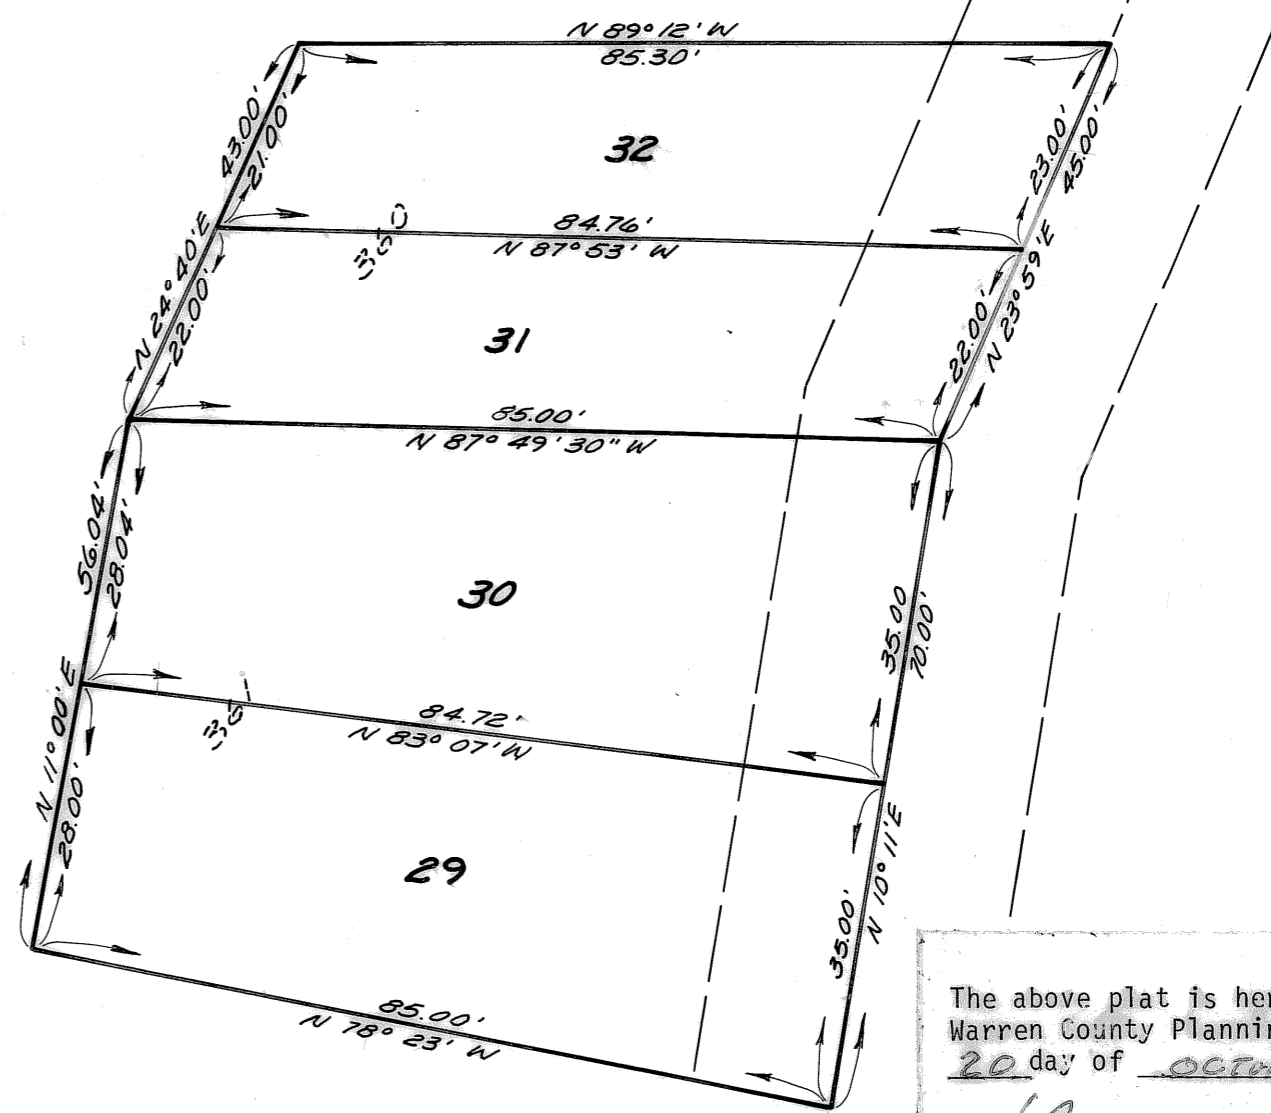 N 89° 12' W
85.30'
43.00'
21.00'
32
23.00'
45.00'
N 24° 40' E
360
84.76'
N 87° 53' W
22.00'
31
22.00'
N 23° 59' E
85.00'
N 87° 49' 30" W
56.04'
28.04'
30
35.00
70.00'
N 11° 00' E
361
84.72'
N 83° 07' W
28.00'
29
35.00'
N 10° 11' E
85.00'
N 78° 23' W
The above plat is her
Warren County Plannin
20 day of